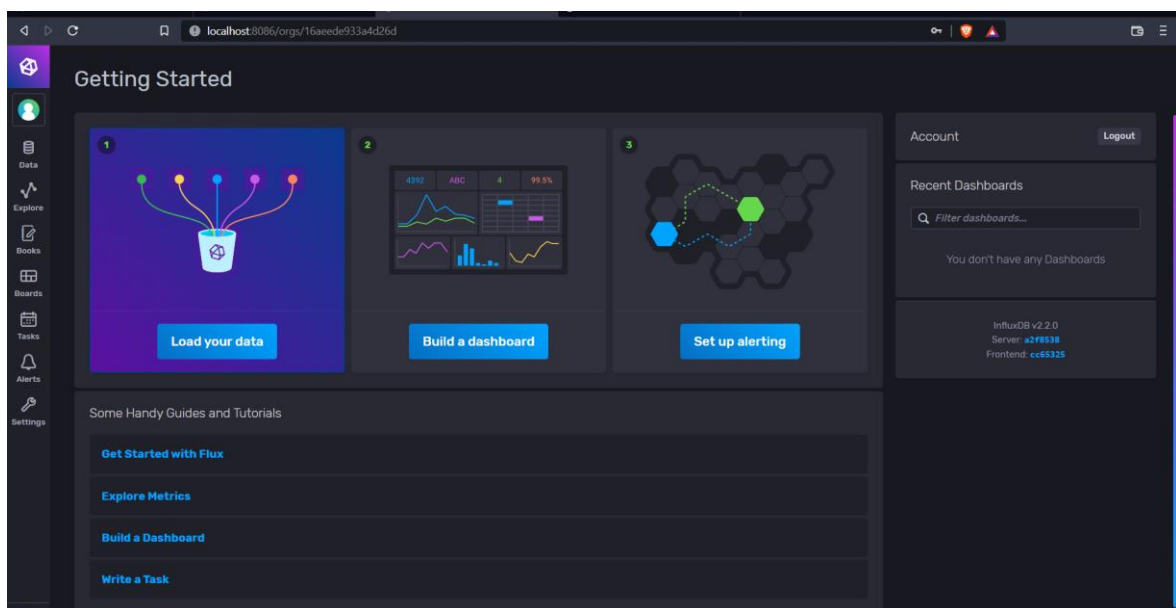 localhost:8086/orgs/16aeede933a4d26d
Getting Started
Data
Explore
Books
Boards
Tasks
Alerts
Settings
1
Load your data
2
4392 ABC 4 99.5%
Build a dashboard
3
Set up alerting
Some Handy Guides and Tutorials
Get Started with Flux
Explore Metrics
Build a Dashboard
Write a Task
Account
Logout
Recent Dashboards
Filter dashboards...
You don't have any Dashboards
InfluxDB v2.2.0
Server: a2f8538
Frontend: cc65325